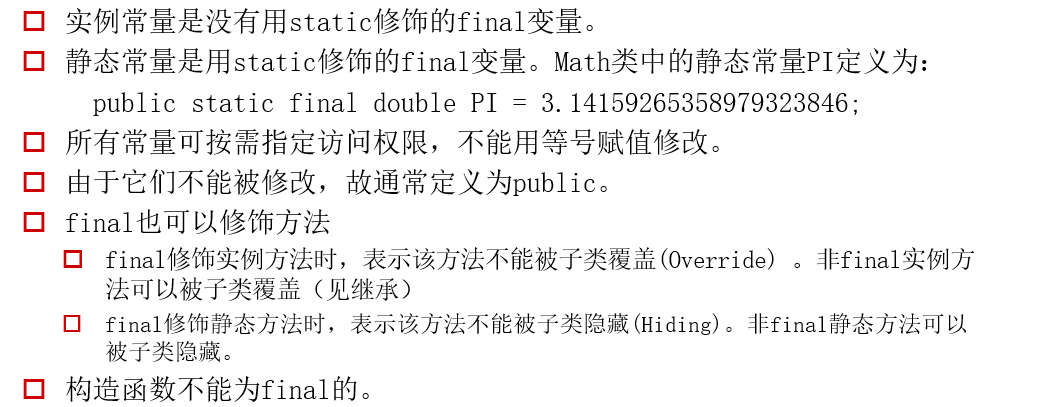 实例常量是没有用static修饰的final变量。
静态常量是用static修饰的final变量。Math类中的静态常量PI定义为:
public static final double PI = 3.14159265358979323846;
所有常量可按需指定访问权限，不能用等号赋值修改。
由于它们不能被修改，故通常定义为public。
final也可以修饰方法
final修饰实例方法时，表示该方法不能被子类覆盖(Override) 。非final实例方
法可以被子类覆盖（见继承）
final修饰静态方法时，表示该方法不能被子类隐藏(Hiding)。非final静态方法可以
被子类隐藏。
构造函数不能为final的。